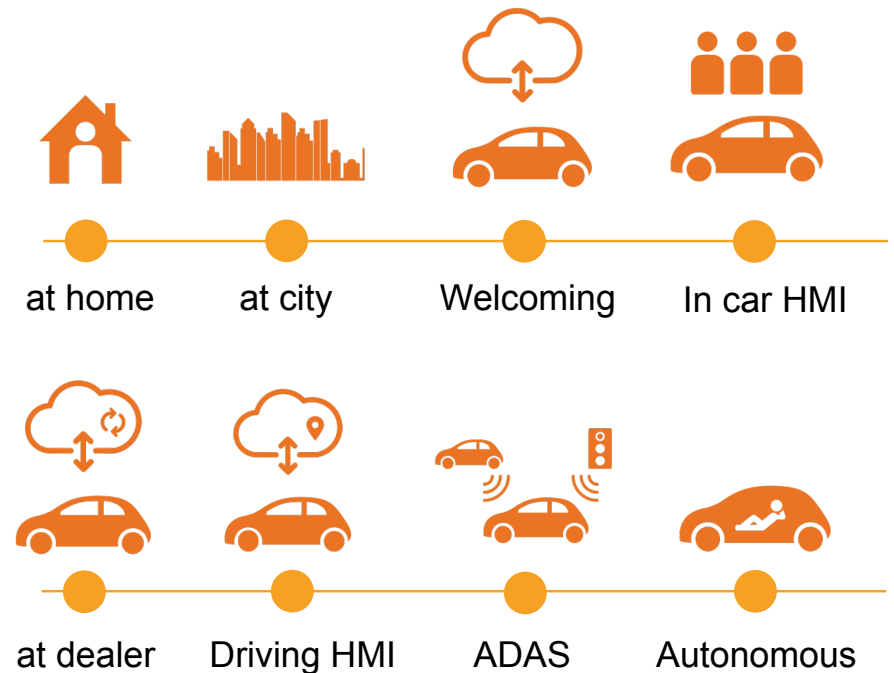 at home
at city
Welcoming
In car HMI
at dealer
Driving HMI
ADAS
Autonomous